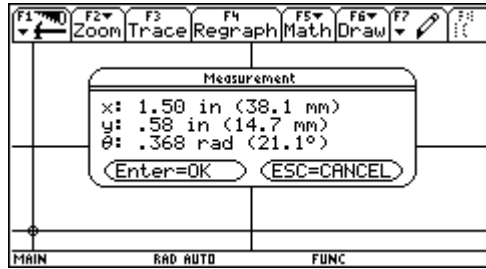 F1 F2 F3 F4 F5 F6 F7
Zoom Trace Regraph Math Draw
Measurement
x: 1.50 in (38.1 mm)
y: .58 in (14.7 mm)
θ: .368 rad (21.1º)
Enter=OK ESC=CANCEL
MAIN RAD AUTO FUNC